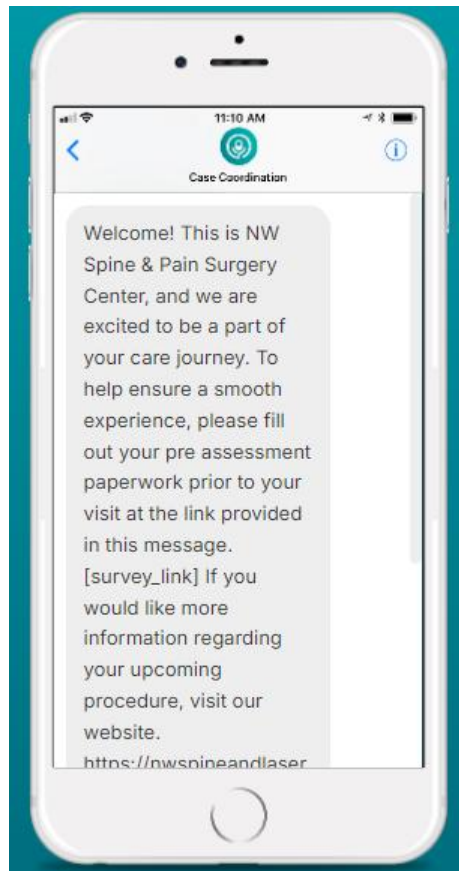 11:10 AM
Case Coordination
Welcome! This is NW
Spine & Pain Surgery
Center, and we are
excited to be a part of
your care journey. To
help ensure a smooth
experience, please fill
out your pre assessment
paperwork prior to your
visit at the link provided
in this message.
[survey_link] If you
would like more
information regarding
your upcoming
procedure, visit our
website.
https://nwspineandlaser